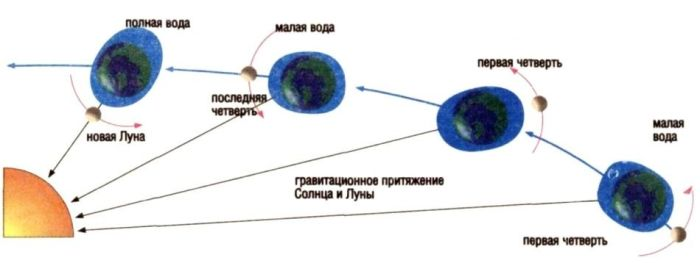 полная вода
малая вода
последняя
четверть
новая Луна
первая четверть
малая
вода
гравитационное притяжение
Солнца и Луны
первая четверть